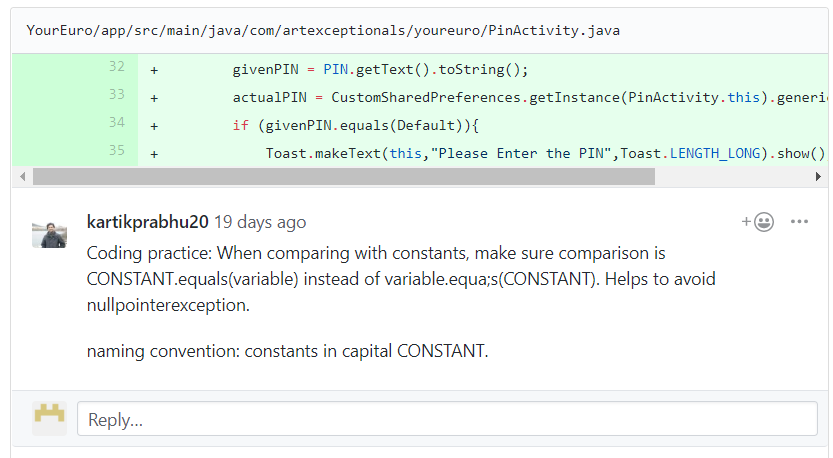 YourEuro/app/src/main/java/com/artexceptionals/youreuro/PinActivity.java
32 + givenPIN = PIN.getText().toString();
33 + actualPIN = CustomSharedPreferences.getInstance(PinActivity.this).generic
34 + if (givenPIN.equals(Default)){
35 + Toast.makeText(this,"Please Enter the PIN",Toast.LENGTH_LONG).show()
kartikprabhu20 19 days ago
Coding practice: When comparing with constants, make sure comparison is
CONSTANT.equals(variable) instead of variable.equa;s(CONSTANT). Helps to avoid
nullpointerexception.
naming convention: constants in capital CONSTANT.
Reply...